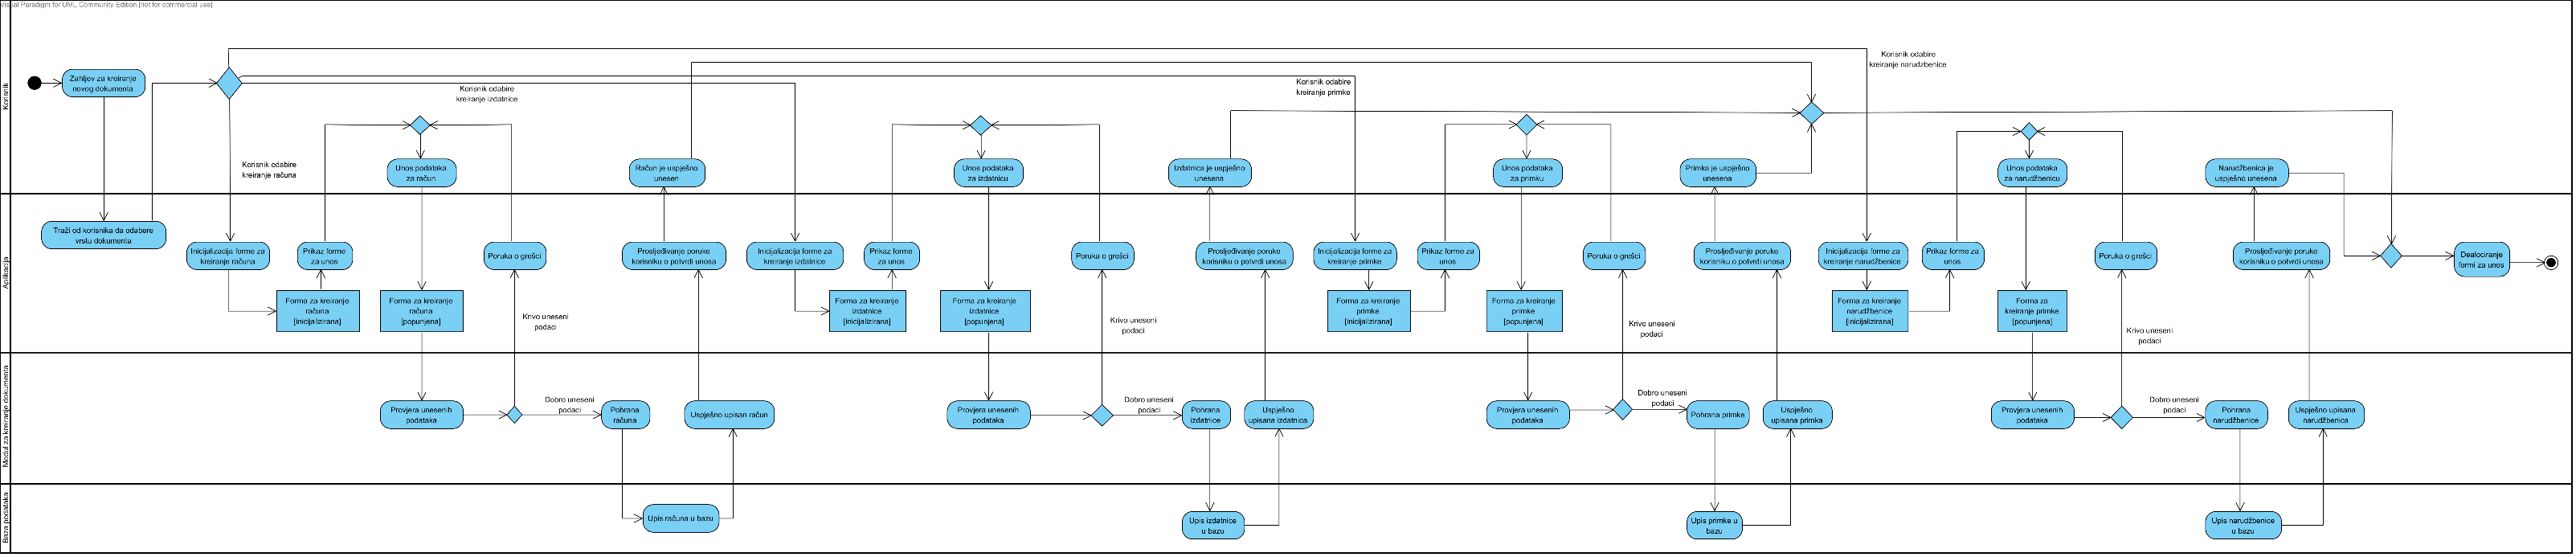 Visual Paradigm for UML Community Edition [not for commercial use]
Korisnik
Zahtjev za kreiranje
novog dokumenta
Korisnik odabire
kreiranje računa
Korisnik odabire
kreiranje izdatnice
Korisnik odabire
kreiranje primke
Korisnik odabire
kreiranje narudzbenice
Unos podataka
za račun
Račun je uspješno
unesen
Unos podataka
za izdatnicu
Izdatnica je uspješno
unesena
Unos podataka
za primku
Primka je uspješno
unesena
Unos podataka
za narudžbenicu
Narudžbenica je
uspješno unesena
Aplikacija
Traži od korisnika da odabere
vrstu dokumenta
Inicijalizacija forme za
kreiranje računa
Prikaz forme
za unos
Poruka o grešci
Prosljeđivanje poruke
korisniku o potvrdi unosa
Inicijalizacija forme za
kreiranje izdatnice
Prikaz forme
za unos
Poruka o grešci
Prosljeđivanje poruke
korisniku o potvrdi unosa
Inicijalizacija forme za
kreiranje primke
Prikaz forme za
unos
Poruka o grešci
Prosljeđivanje poruke
korisniku o potvrdi unosa
Inicijalizacija forme za
kreiranje narudžbenice
Prikaz forme za
unos
Poruka o grešci
Prosljeđivanje poruke
korisniku o potvrdi unosa
Dealociranje
formi za unos
Forma za kreiranje
računa
[inicijalizirana]
Forma za kreiranje
računa
[popunjena]
Krivo uneseni
podaci
Forma za kreiranje
izdatnice
[inicijalizirana]
Forma za kreiranje
izdatnice
[popunjena]
Krivo uneseni
podaci
Forma za kreiranje
primke
[inicijalizirana]
Forma za kreiranje
primke
[popunjena]
Krivo uneseni
podaci
Forma za kreiranje
narudžbenice
[inicijalizirana]
Forma za
kreiranje primke
[popunjena]
Krivo uneseni
podaci
Modul za kreiranje dokumenta
Provjera unesenih
podataka
Dobro uneseni
podaci
Pohrana
računa
Uspješno upisan račun
Provjera unesenih
podataka
Dobro uneseni
podaci
Pohrana
izdatnice
Uspješno
upisana izdatnica
Provjera unesenih
podataka
Dobro uneseni
podaci
Pohrana primke
Uspješno
upisana primka
Provjera unesenih
podataka
Dobro uneseni
podaci
Pohrana
narudžbenice
Uspješno upisana
narudžbenica
Baza podataka
Upis računa u bazu
Upis izdatnice
u bazu
Upis primke u
bazu
Upis narudžbenice
u bazu